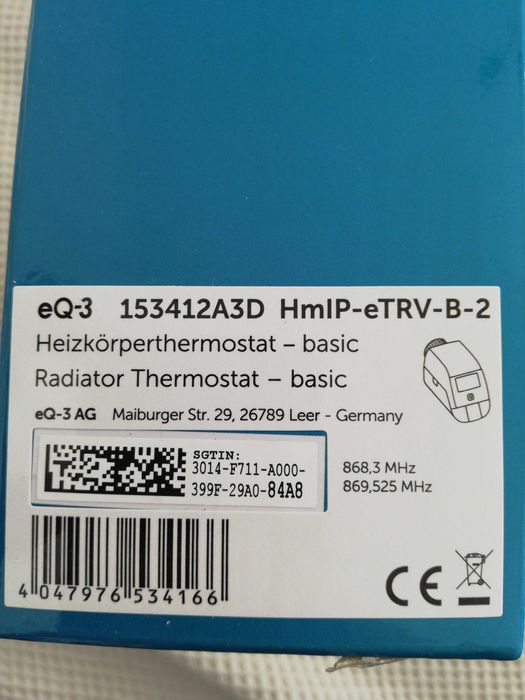 eQ-3 153412A3D HmIP-eTRV-B-2
Heizkörperthermostat – basic
Radiator Thermostat – basic
eQ-3 AG Maiburger Str. 29, 26789 Leer - Germany
SGTIN:
3014-F711-A000-
399F-29A0-84A8
868,3 MHz
869,525 MHz
4 047976 534166
CE